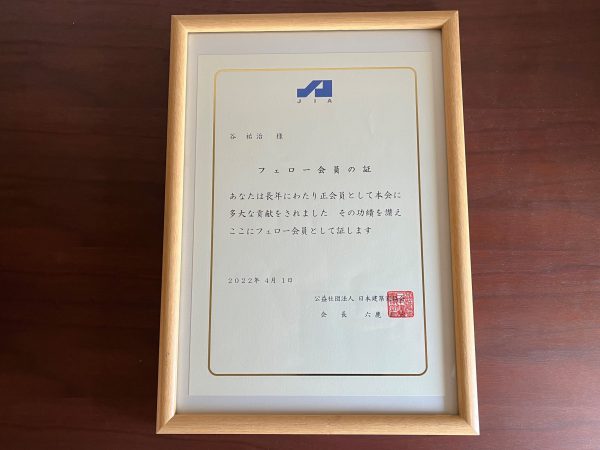 JIA
谷 祐治 様
フェロー会員の証
あなたは長年にわたり正会員として本会に
多大な貢献をされました その功績を讃え
ここにフェロー会員として証します
2022年 4月 1日
公益社団法人 日本建築家協会
会 長 六鹿